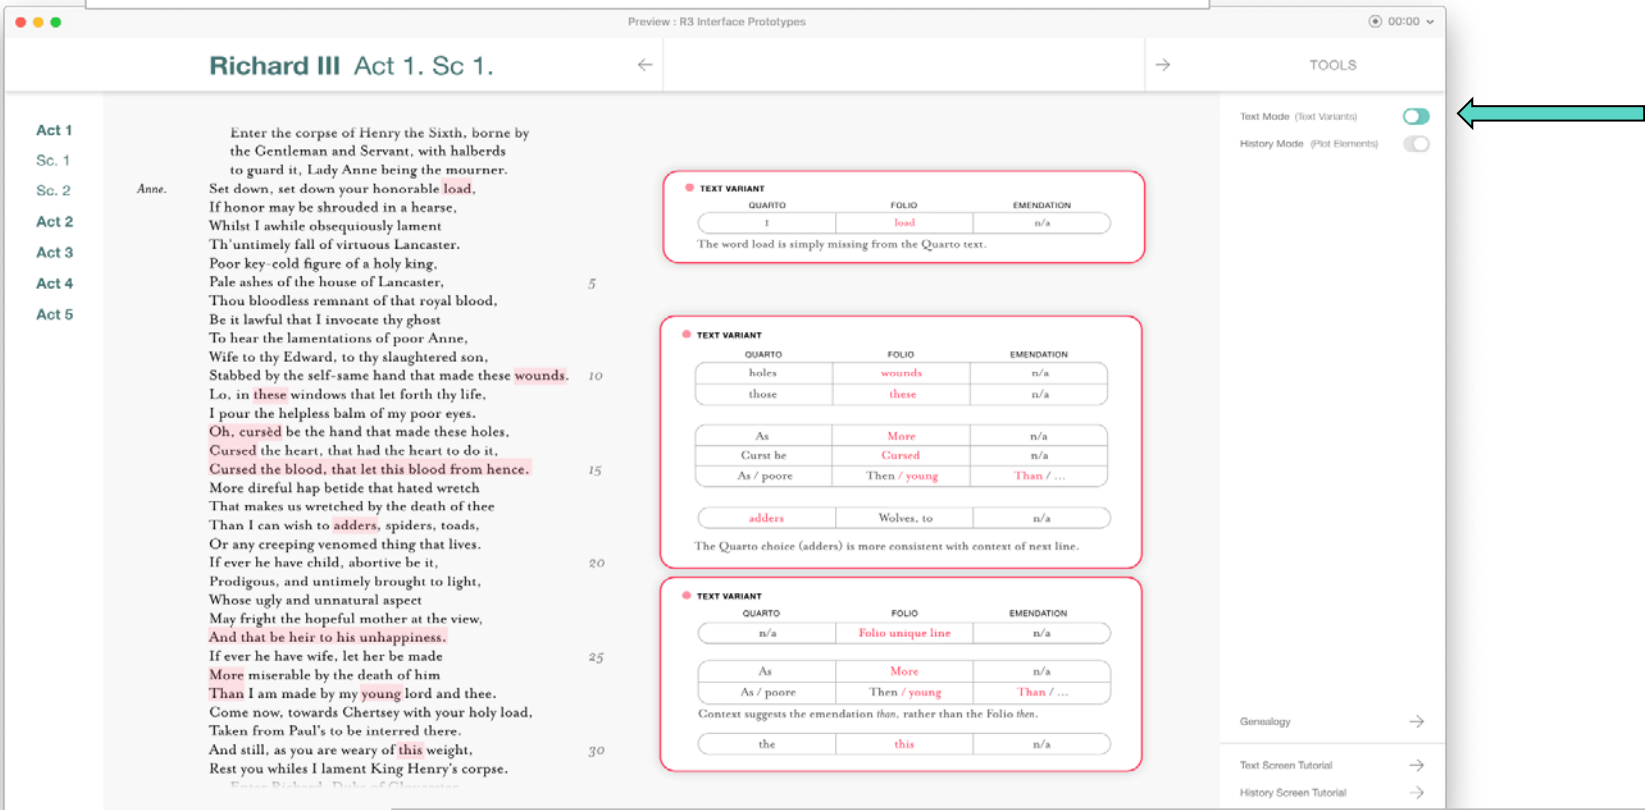 Preview : R3 Interface Prototypes
00:00
Richard III Act 1. Sc 1.
TOOLS
Act 1
Sc. 1
Sc. 2
Act 2
Act 3
Act 4
Act 5
Enter the corpse of Henry the Sixth, borne by
the Gentleman and Servant, with halberds
to guard it, Lady Anne being the mourner.
Anne. Set down, set down your honorable load,
If honor may be shrouded in a hearse,
Whilst I awhile obsequiously lament
Th'untimely fall of virtuous Lancaster.
Poor key-cold figure of a holy king,
Pale ashes of the house of Lancaster, 5
Thou bloodless remnant of that royal blood,
Be it lawful that I invocate thy ghost
To hear the lamentations of poor Anne,
Wife to thy Edward, to thy slaughtered son,
Stabbed by the self-same hand that made these wounds. 10
Lo, in these windows that let forth thy life,
I pour the helpless balm of my poor eyes.
Oh, cursèd be the hand that made these holes,
Cursed the heart, that had the heart to do it,
Cursed the blood, that let this blood from hence. 15
More direful hap betide that hated wretch
That makes us wretched by the death of thee
Than I can wish to adders, spiders, toads,
Or any creeping venomed thing that lives.
If ever he have child, abortive be it, 20
Prodigous, and untimely brought to light,
Whose ugly and unnatural aspect
May fright the hopeful mother at the view,
And that be heir to his unhappiness.
If ever he have wife, let her be made 25
More miserable by the death of him
Than I am made by my young lord and thee.
Come now, towards Chertsey with your holy load,
Taken from Paul's to be interred there.
And still, as you are weary of this weight, 30
Rest you whiles I lament King Henry's corpse.
Enter Richard, Duke of Gloucester
TEXT VARIANT
QUARTO FOLIO EMENDATION
I load n/a
The word load is simply missing from the Quarto text.
TEXT VARIANT
QUARTO FOLIO EMENDATION
holes wounds n/a
those these n/a
As More n/a
Curst be Cursed n/a
As / poore Then / young Than / ...
adders Wolves, to n/a
The Quarto choice (adders) is more consistent with context of next line.
TEXT VARIANT
QUARTO FOLIO EMENDATION
n/a Folio unique line n/a
As More n/a
As / poore Then / young Than / ...
Context suggests the emendation than, rather than the Folio then.
the this n/a
Text Mode (Text Variants)
History Mode (Plot Elements)
Genealogy
Text Screen Tutorial
History Screen Tutorial